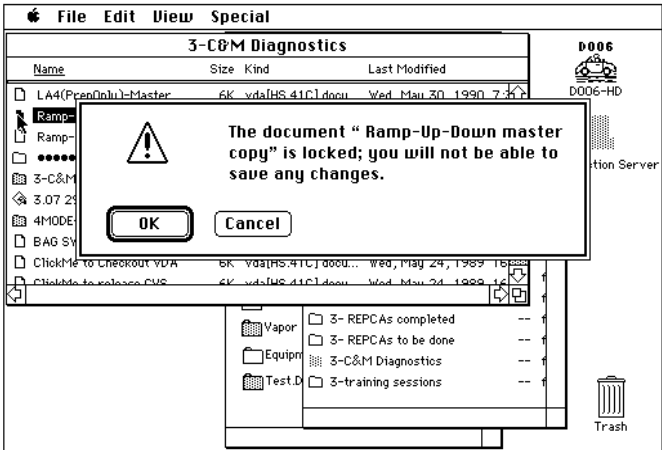 File Edit View Special
3-C&M Diagnostics
Name Size Kind Last Modified
LA4(PrepOnly)-Master 6K vda[HS.41C] docu... Wed, May 30, 1990 7:
Ramp-
Ramp-
3-C&M
3.07 29
4MODE-
BAG SY
ClickMe to Checkout VDA 6K vda[HS.41C] docu... Wed, May 24, 1989 16
ClickMe to release CVS 6K vda[HS.41C] docu... Wed, May 24, 1989 16
The document “ Ramp-Up-Down master
copy” is locked; you will not be able to
save any changes.
OK Cancel
D006
D006-HD
ction Server
Vapor
Equipm
Test.D
3- REPCAs completed -- f
3- REPCAs to be done -- f
3-C&M Diagnostics -- f
3-training sessions -- f
Trash